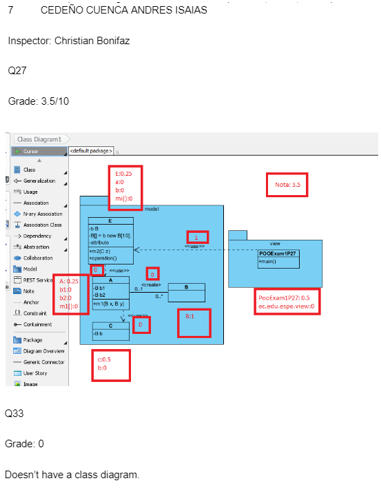 7 CEDEÑO CUENCA ANDRES ISAIAS
Inspector: Christian Bonifaz
Q27
Grade: 3.5/10
Class Diagram1
<default package>
Cursor
Class
Generalization
Usage
Association
N-ary Association
Association Class
Dependency
Abstraction
Collaboration
Model
REST Service
Note
Anchor
Constraint
Containment
Package
Diagram Overview
Generic Connector
User Story
Image
E:0.25
a:0
b:0
m():0
Nota: 3.5
model
E
-b B
-B[] = b new B[10]
-attribute
+m2(C z)
+operation()
1
<<use>>
view
POOExam1P27
+main()
0
<<use>>
0
A: 0.25
b1:0
b2:0
m1():0
A
-B b1
-B b2
+m1(B x, B y)
<create>
0..1
0..*
B
B:1
PooExam1P27: 0.5
ec.edu.espe.view:0
0
C
-B b
c:0.5
b:0
Q33
Grade: 0
Doesn't have a class diagram.